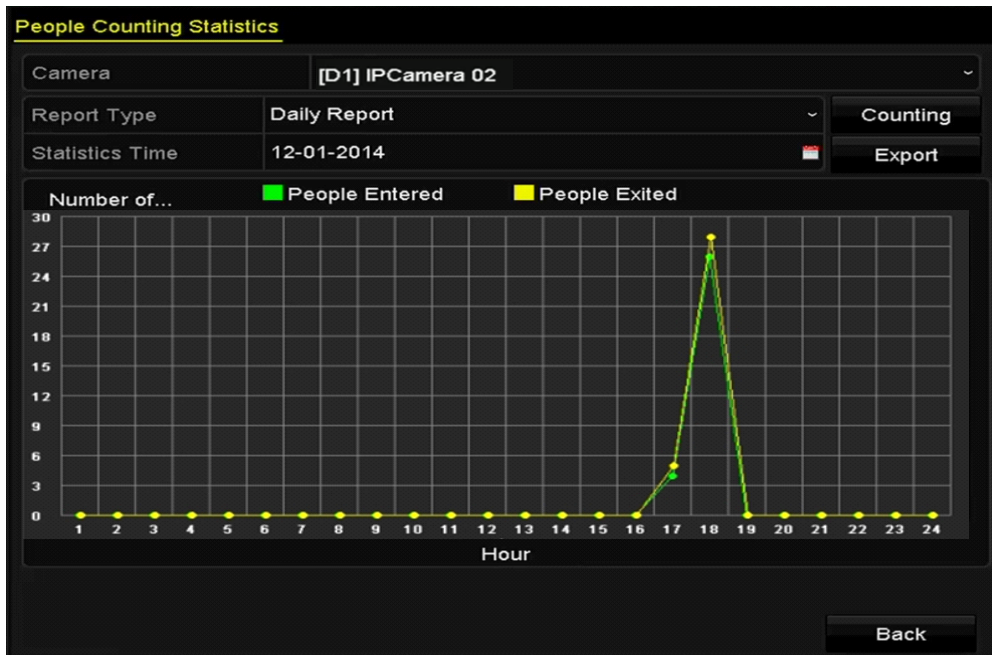 People Counting Statistics
Camera [D1] IPCamera 02
Report Type Daily Report Counting
Statistics Time 12-01-2014 Export
Number of... People Entered People Exited
30
27
24
21
18
15
12
9
6
3
0
1 2 3 4 5 6 7 8 9 10 11 12 13 14 15 16 17 18 19 20 21 22 23 24
Hour
Back